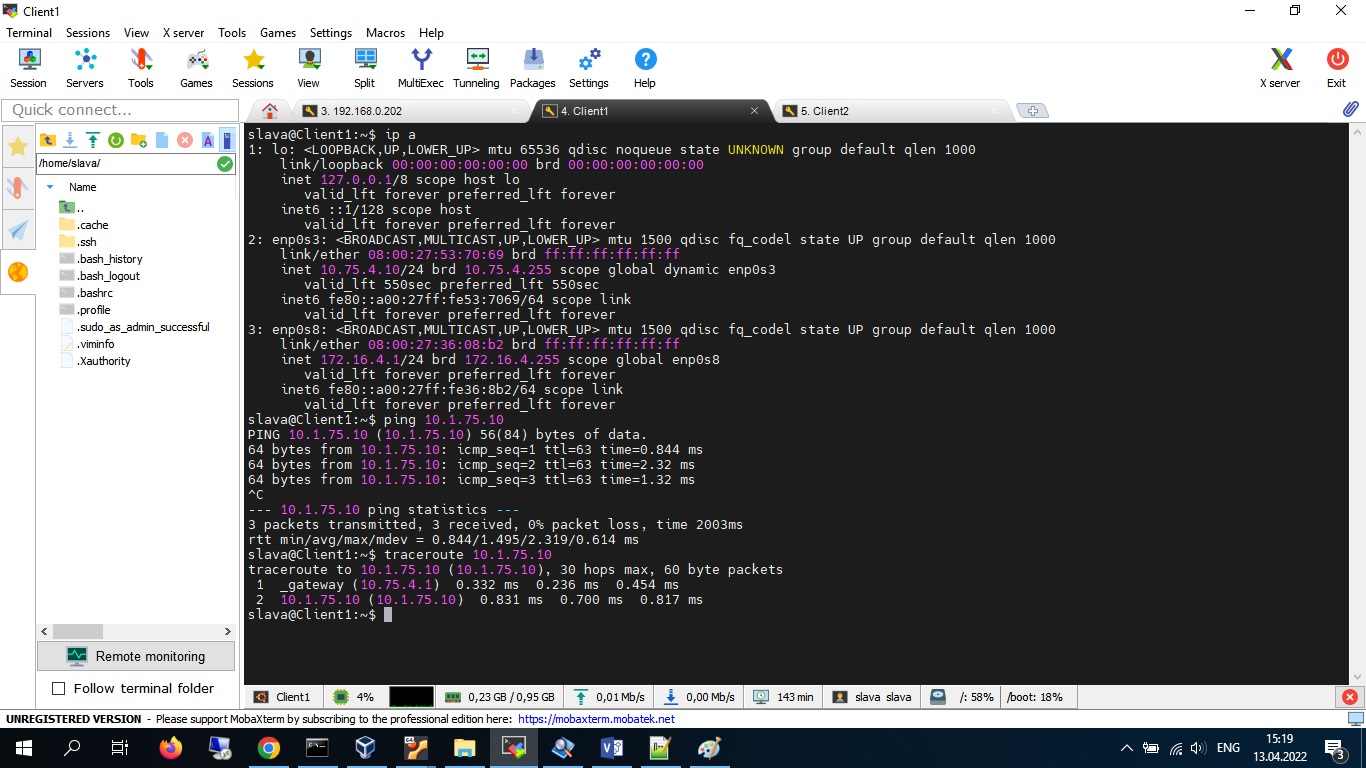 Client1
Terminal Sessions View X server Tools Games Settings Macros Help
Session Servers Tools Games Sessions View Split MultiExec Tunneling Packages Settings Help X server Exit
Quick connect...
3. 192.168.0.202
4. Client1
5. Client2
/home/slava/
Name
..
.cache
.ssh
.bash_history
.bash_logout
.bashrc
.profile
.sudo_as_admin_successful
.viminfo
.Xauthority
Remote monitoring
Follow terminal folder
slava@Client1:~$ ip a
1: lo: <LOOPBACK,UP,LOWER_UP> mtu 65536 qdisc noqueue state UNKNOWN group default qlen 1000
    link/loopback 00:00:00:00:00:00 brd 00:00:00:00:00:00
    inet 127.0.0.1/8 scope host lo
       valid_lft forever preferred_lft forever
    inet6 ::1/128 scope host
       valid_lft forever preferred_lft forever
2: enp0s3: <BROADCAST,MULTICAST,UP,LOWER_UP> mtu 1500 qdisc fq_codel state UP group default qlen 1000
    link/ether 08:00:27:53:70:69 brd ff:ff:ff:ff:ff:ff
    inet 10.75.4.10/24 brd 10.75.4.255 scope global dynamic enp0s3
       valid_lft 550sec preferred_lft 550sec
    inet6 fe80::a00:27ff:fe53:7069/64 scope link
       valid_lft forever preferred_lft forever
3: enp0s8: <BROADCAST,MULTICAST,UP,LOWER_UP> mtu 1500 qdisc fq_codel state UP group default qlen 1000
    link/ether 08:00:27:36:08:b2 brd ff:ff:ff:ff:ff:ff
    inet 172.16.4.1/24 brd 172.16.4.255 scope global enp0s8
       valid_lft forever preferred_lft forever
    inet6 fe80::a00:27ff:fe36:8b2/64 scope link
       valid_lft forever preferred_lft forever
slava@Client1:~$ ping 10.1.75.10
PING 10.1.75.10 (10.1.75.10) 56(84) bytes of data.
64 bytes from 10.1.75.10: icmp_seq=1 ttl=63 time=0.844 ms
64 bytes from 10.1.75.10: icmp_seq=2 ttl=63 time=2.32 ms
64 bytes from 10.1.75.10: icmp_seq=3 ttl=63 time=1.32 ms
^C
--- 10.1.75.10 ping statistics ---
3 packets transmitted, 3 received, 0% packet loss, time 2003ms
rtt min/avg/max/mdev = 0.844/1.495/2.319/0.614 ms
slava@Client1:~$ traceroute 10.1.75.10
traceroute to 10.1.75.10 (10.1.75.10), 30 hops max, 60 byte packets
 1  _gateway (10.75.4.1)  0.332 ms  0.236 ms  0.454 ms
 2  10.1.75.10 (10.1.75.10)  0.831 ms  0.700 ms  0.817 ms
slava@Client1:~$
Client1 4% 0,23 GB / 0,95 GB 0,01 Mb/s 0,00 Mb/s 143 min slava slava /: 58% /boot: 18%
UNREGISTERED VERSION - Please support MobaXterm by subscribing to the professional edition here: https://mobaxterm.mobatek.net
ENG
15:19
13.04.2022
3